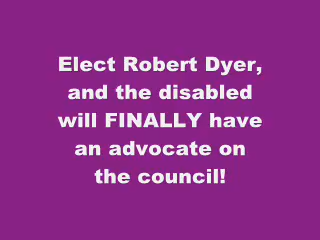 Elect Robert Dyer,
and the disabled
will FINALLY have
an advocate on
the council!